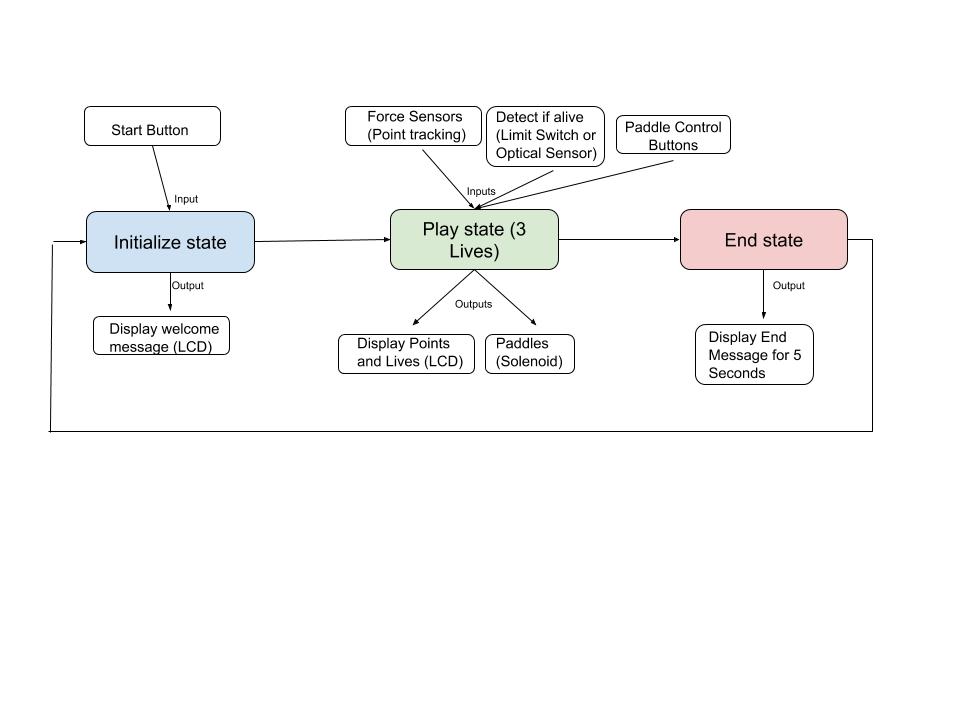 Start Button
Force Sensors
(Point tracking)
Detect if alive
(Limit Switch or
Optical Sensor)
Paddle Control
Buttons
Input
Inputs
Initialize state
Play state (3
Lives)
End state
Output
Outputs
Output
Display welcome
message (LCD)
Display Points
and Lives (LCD)
Paddles
(Solenoid)
Display End
Message for 5
Seconds